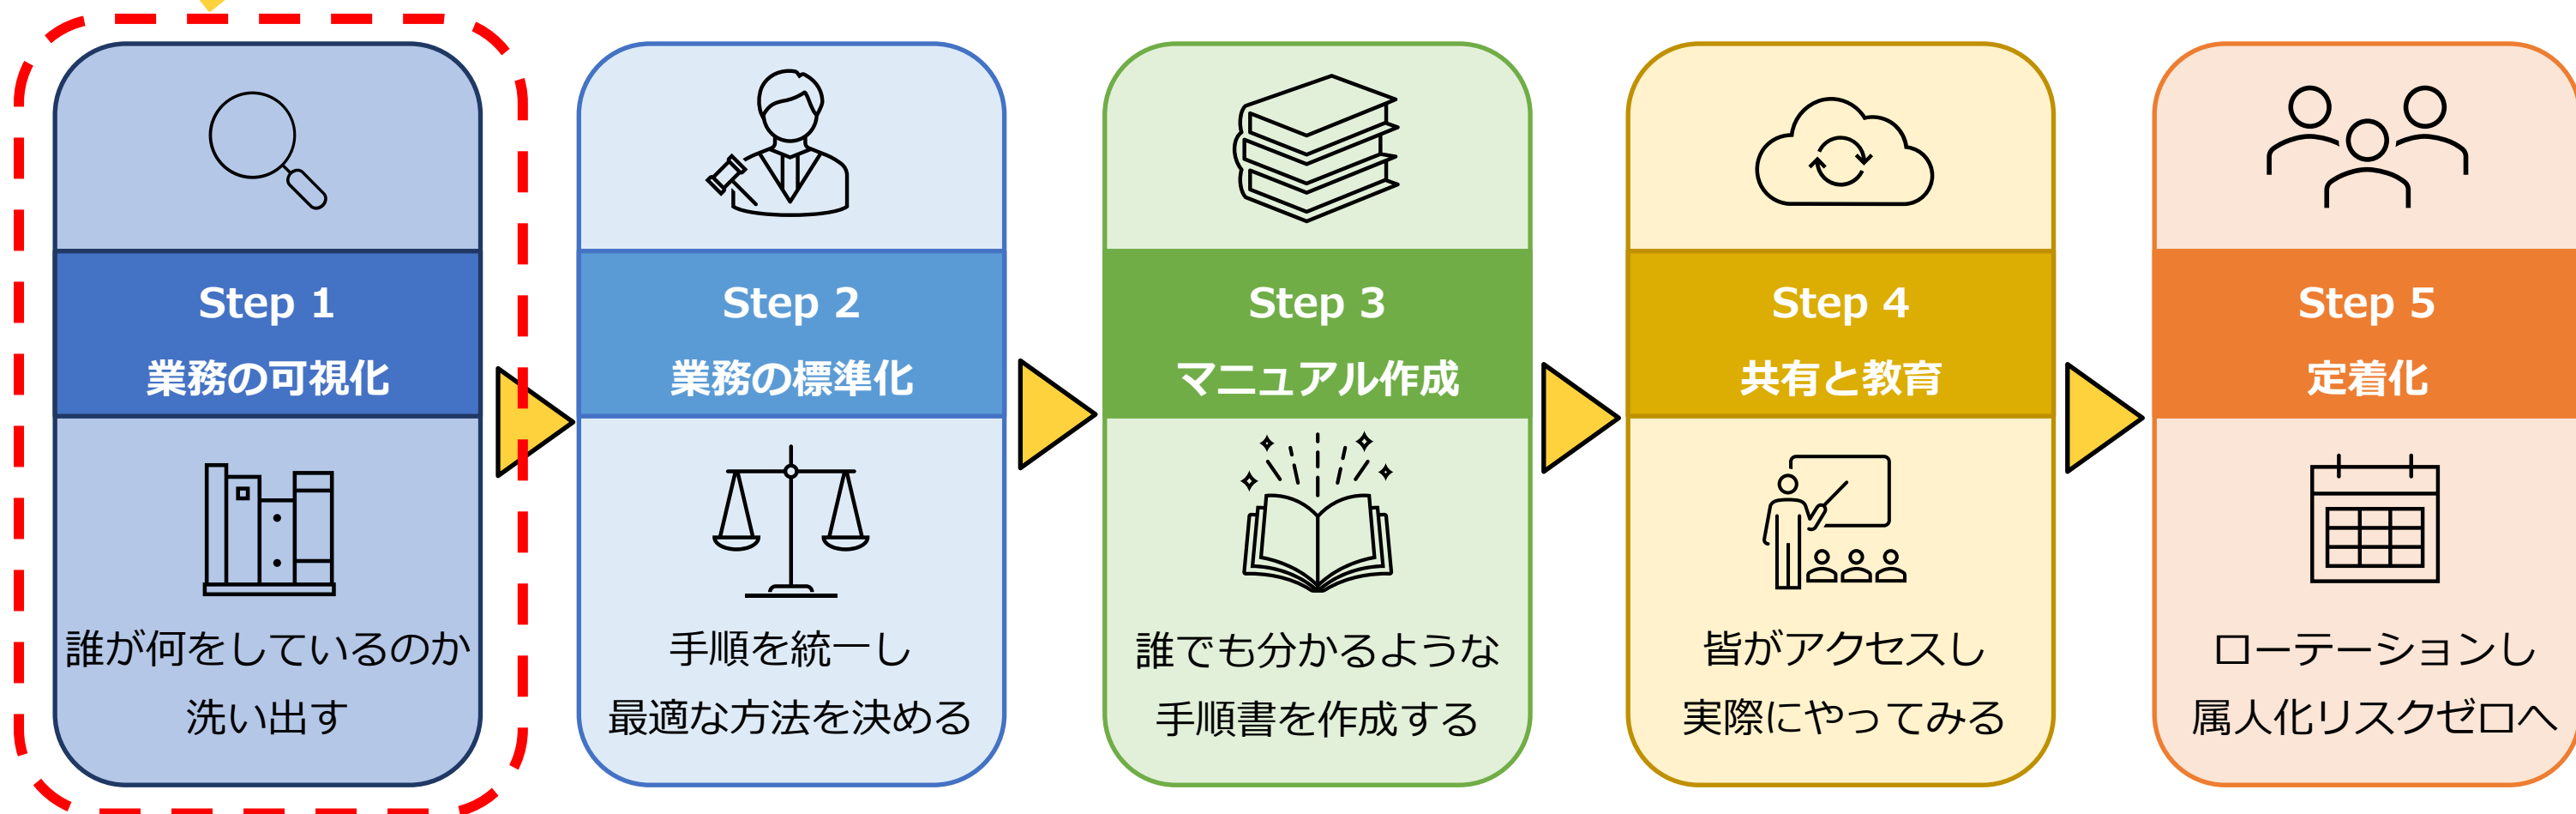 Step 1
業務の可視化
誰が何をしているのか
洗い出す
Step 2
業務の標準化
手順を統一し
最適な方法を決める
Step 3
マニュアル作成
誰でも分かるような
手順書を作成する
Step 4
共有と教育
皆がアクセスし
実際にやってみる
Step 5
定着化
ローテーションし
属人化リスクゼロへ